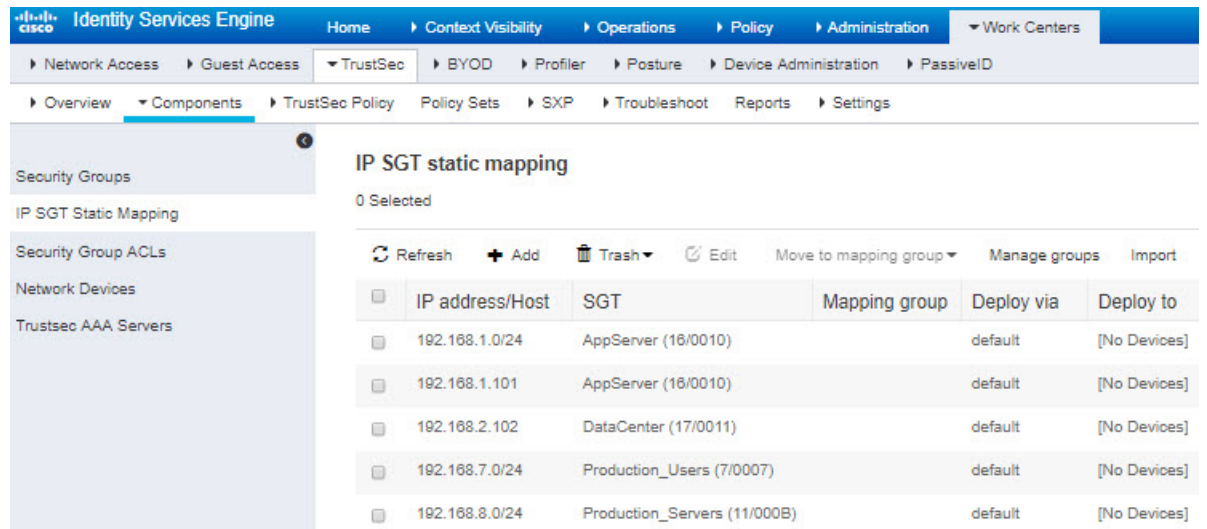 cisco Identity Services Engine Home Context Visibility Operations Policy Administration Work Centers
Network Access Guest Access TrustSec BYOD Profiler Posture Device Administration PassiveID
Overview Components TrustSec Policy Policy Sets SXP Troubleshoot Reports Settings
Security Groups
IP SGT Static Mapping
Security Group ACLs
Network Devices
Trustsec AAA Servers
IP SGT static mapping
0 Selected
Refresh Add Trash Edit Move to mapping group Manage groups Import
IP address/Host SGT Mapping group Deploy via Deploy to
192.168.1.0/24 AppServer (16/0010) default [No Devices]
192.168.1.101 AppServer (16/0010) default [No Devices]
192.168.2.102 DataCenter (17/0011) default [No Devices]
192.168.7.0/24 Production_Users (7/0007) default [No Devices]
192.168.8.0/24 Production_Servers (11/000B) default [No Devices]